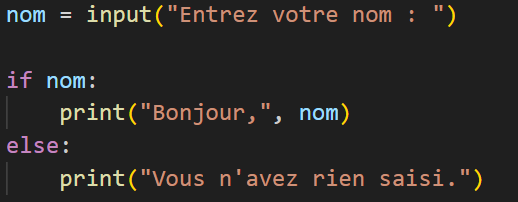 nom = input("Entrez votre nom : ")
if nom:
    print("Bonjour,", nom)
else:
    print("Vous n'avez rien saisi.")